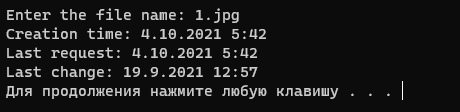 Enter the file name: 1.jpg
Creation time: 4.10.2021 5:42
Last request: 4.10.2021 5:42
Last change: 19.9.2021 12:57
Для продолжения нажмите любую клавишу . . .